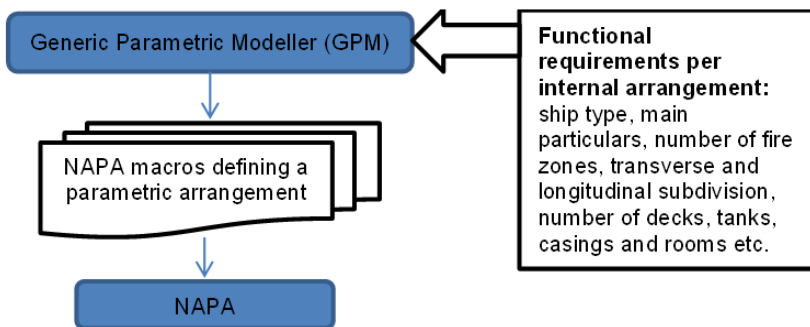 Generic Parametric Modeller (GPM)
NAPA macros defining a
parametric arrangement
NAPA
Functional
requirements per
internal arrangement:
ship type, main
particulars, number of fire
zones, transverse and
longitudinal subdivision,
number of decks, tanks,
casings and rooms etc.